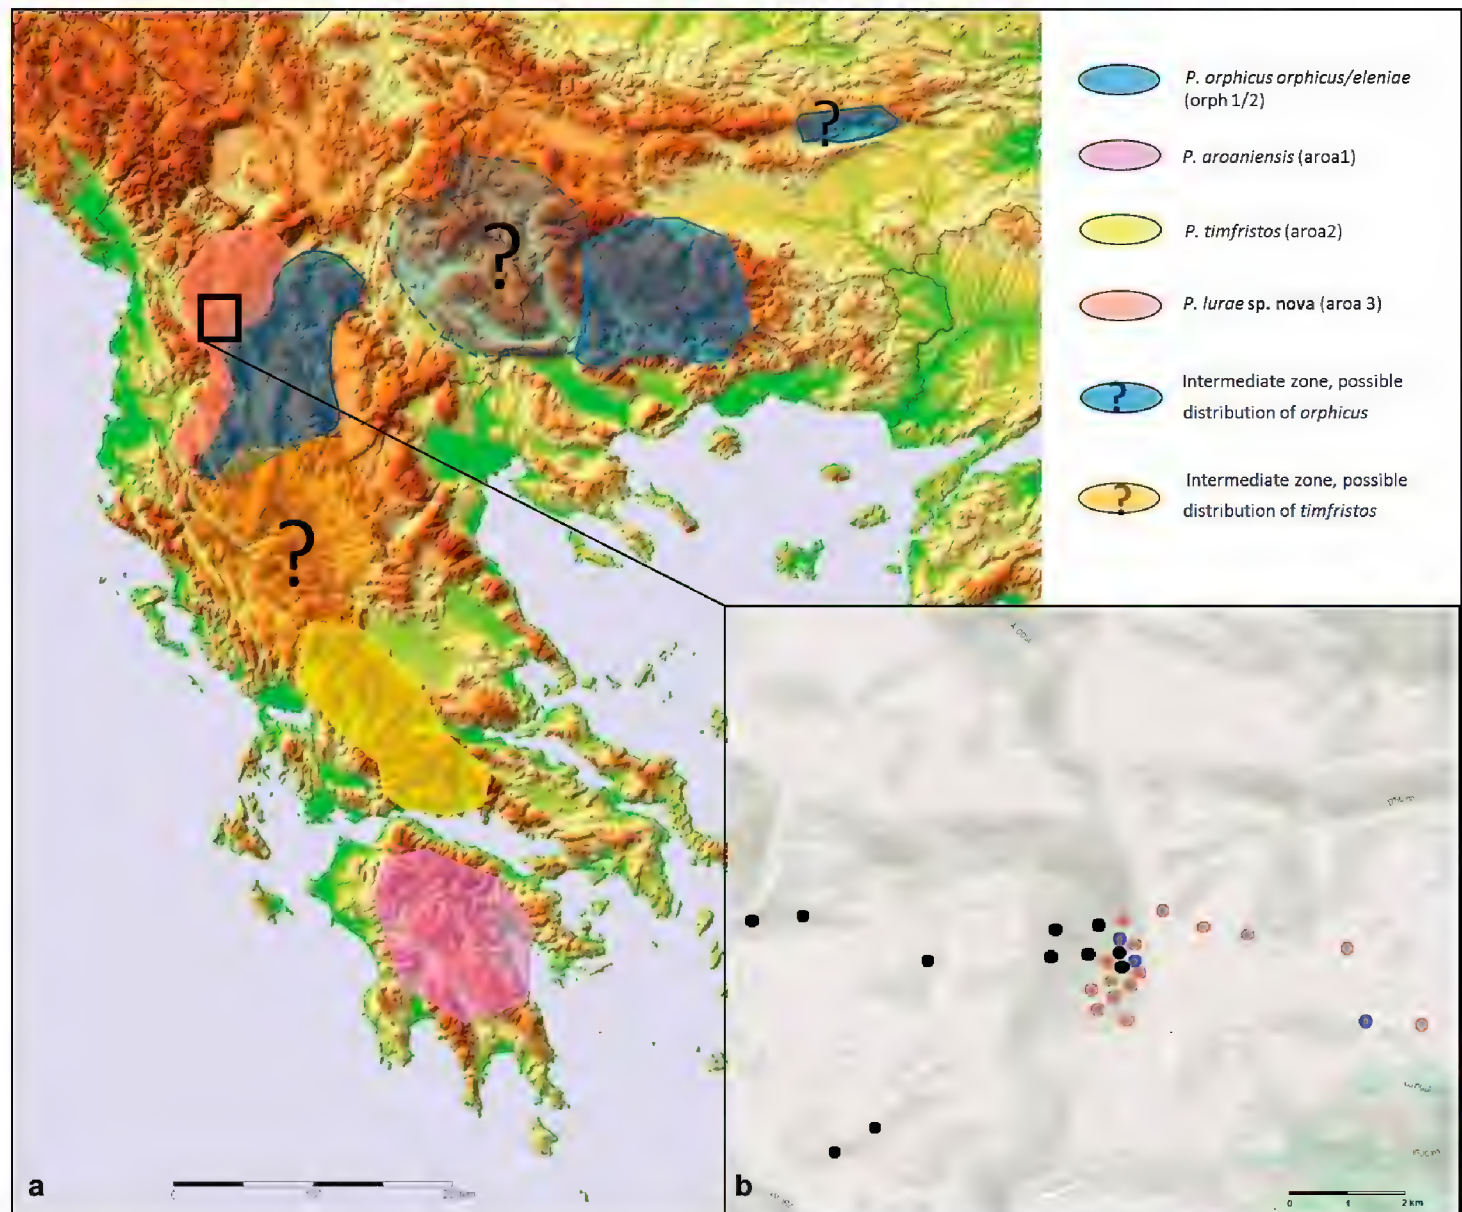 P. orphicus orphicus/eleniae
(orph 1/2)
P. aroaniensis (aroa1)
P. timfristos (aroa2)
P. lurae sp. nova (aroa 3)
?
Intermediate zone, possible
distribution of orphicus
?
Intermediate zone, possible
distribution of timfristos
?
?
?
a
b
0
1
2 km